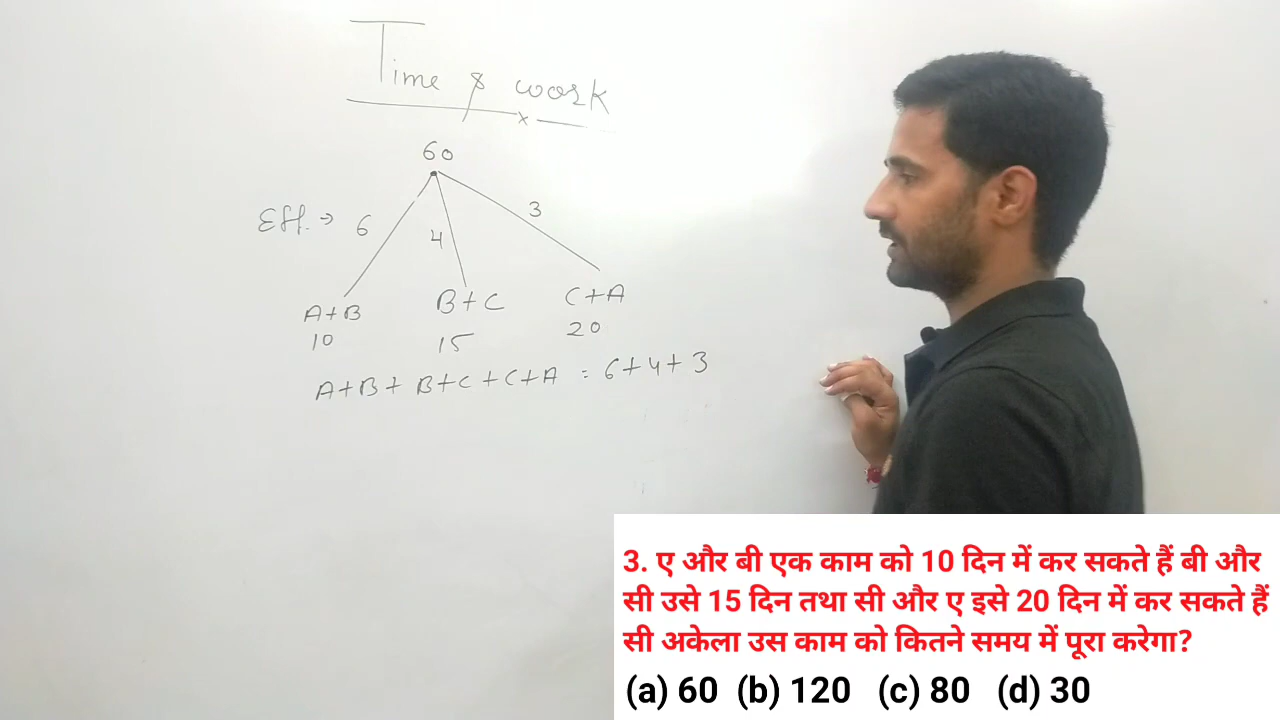 Time & work
x
60
Eff. → 6 4 3
A+B B+C C+A
10 15 20
A+B+ B+C+C+A = 6+4+3
3. ए और बी एक काम को 10 दिन में कर सकते हैं बी और
सी उसे 15 दिन तथा सी और ए इसे 20 दिन में कर सकते हैं
सी अकेला उस काम को कितने समय में पूरा करेगा?
(a) 60 (b) 120 (c) 80 (d) 30